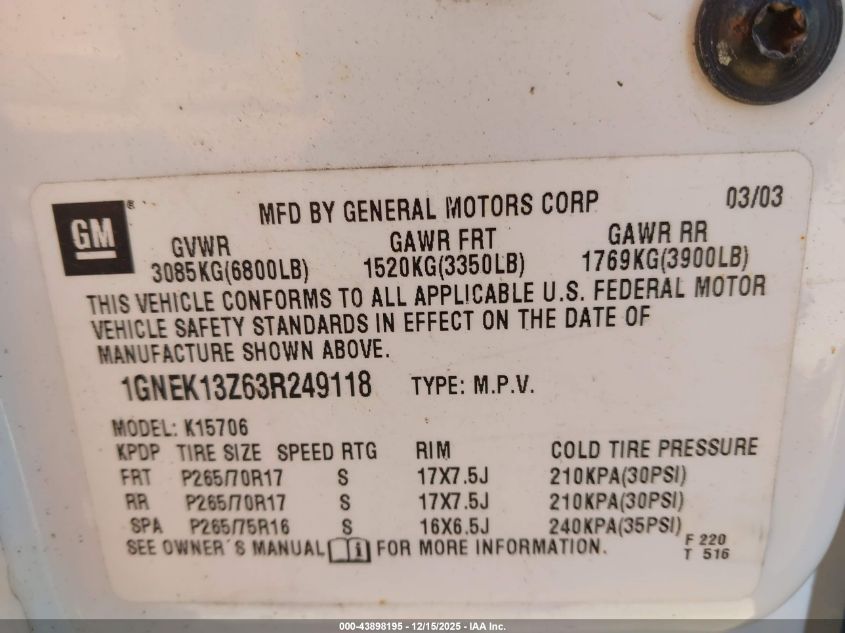 GM®
MFD BY GENERAL MOTORS CORP 03/03
GVWR GAWR FRT GAWR RR
3085KG(6800LB) 1520KG(3350LB) 1769KG(3900LB)
THIS VEHICLE CONFORMS TO ALL APPLICABLE U.S. FEDERAL MOTOR
VEHICLE SAFETY STANDARDS IN EFFECT ON THE DATE OF
MANUFACTURE SHOWN ABOVE.
1GNEK13Z63R249118 TYPE: M.P.V.
MODEL: K15706
KPDP TIRE SIZE SPEED RTG RIM COLD TIRE PRESSURE
FRT P265/70R17 S 17X7.5J 210KPA(30PSI)
RR P265/70R17 S 17X7.5J 210KPA(30PSI)
SPA P265/75R16 S 16X6.5J 240KPA(35PSI)
SEE OWNER'S MANUAL i FOR MORE INFORMATION.
F 220
T 516
000-43898195 - 12/15/2025 - IAA Inc.